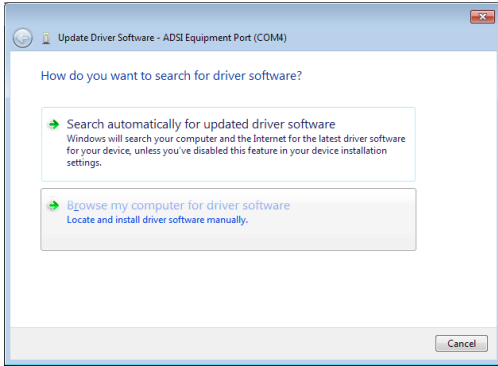 Update Driver Software - ADSI Equipment Port (COM4)
How do you want to search for driver software?
Search automatically for updated driver software
Windows will search your computer and the Internet for the latest driver software
for your device, unless you've disabled this feature in your device installation
settings.
Browse my computer for driver software
Locate and install driver software manually.
Cancel